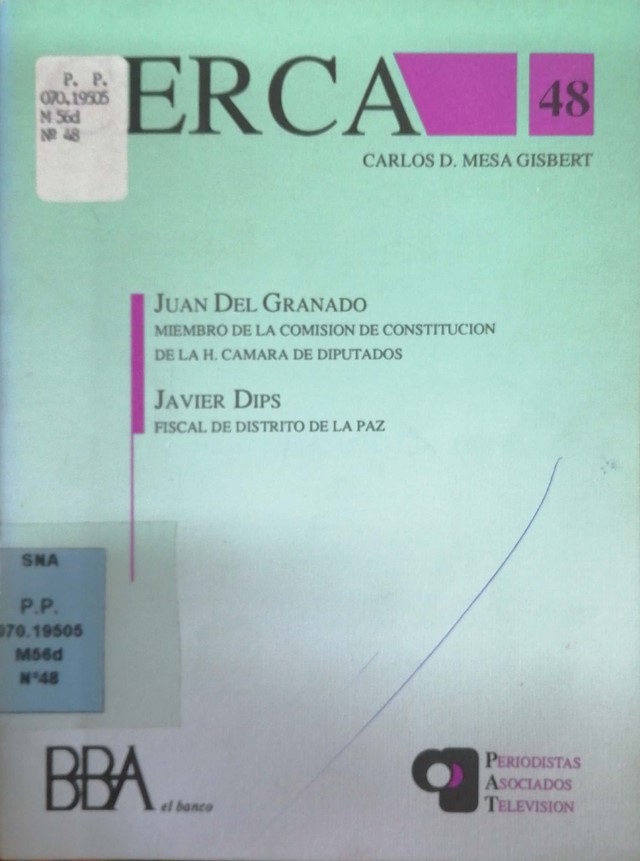 P. P.
070.19505
M 56d
Nº 48
ERCA
48
CARLOS D. MESA GISBERT
JUAN DEL GRANADO
MIEMBRO DE LA COMISION DE CONSTITUCION
DE LA H. CAMARA DE DIPUTADOS
JAVIER DIPS
FISCAL DE DISTRITO DE LA PAZ
SNA
P.P.
070.19505
M56d
N°48
BBA el banco
PERIODISTAS
ASOCIADOS
TELEVISION